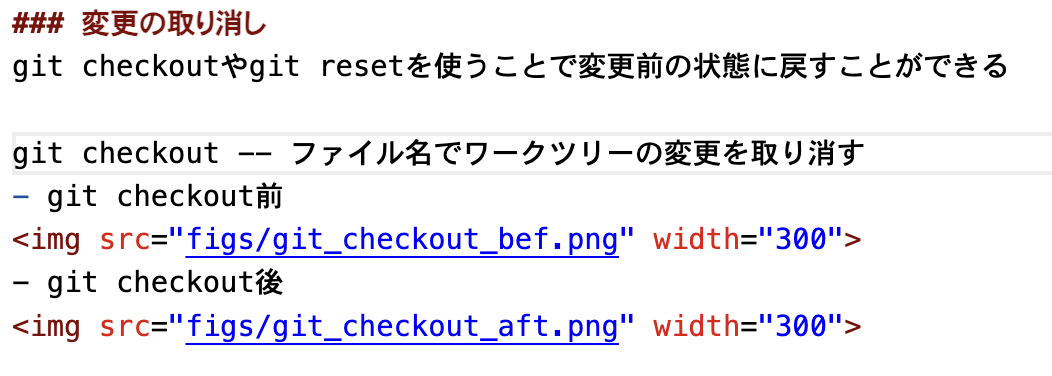 ### 変更の取り消し
git checkoutやgit resetを使うことで変更前の状態に戻すことができる
git checkout -- ファイル名でワークツリーの変更を取り消す
- git checkout前
<img src="figs/git_checkout_bef.png" width="300">
- git checkout後
<img src="figs/git_checkout_aft.png" width="300">